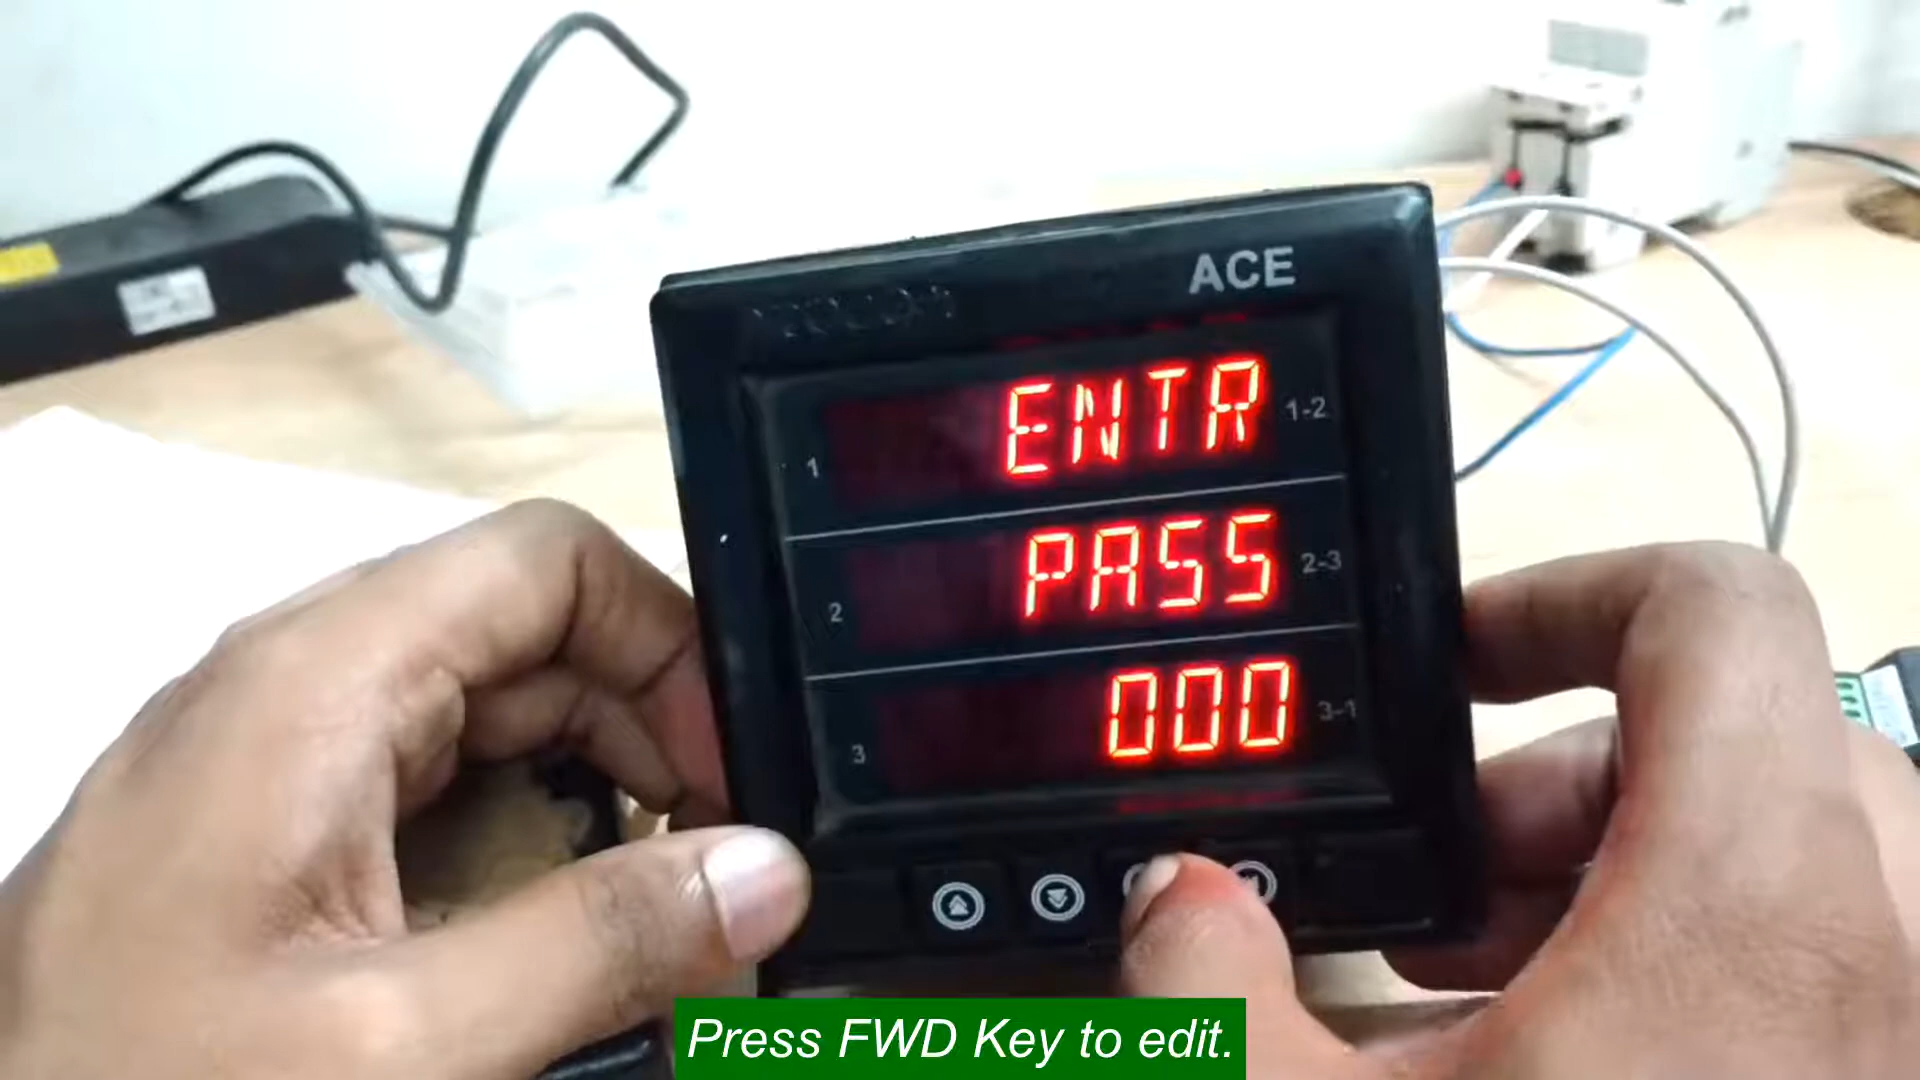 ACE
ENTR
1-2
1
PASS
2-3
2
000
3-1
3
Press FWD Key to edit.